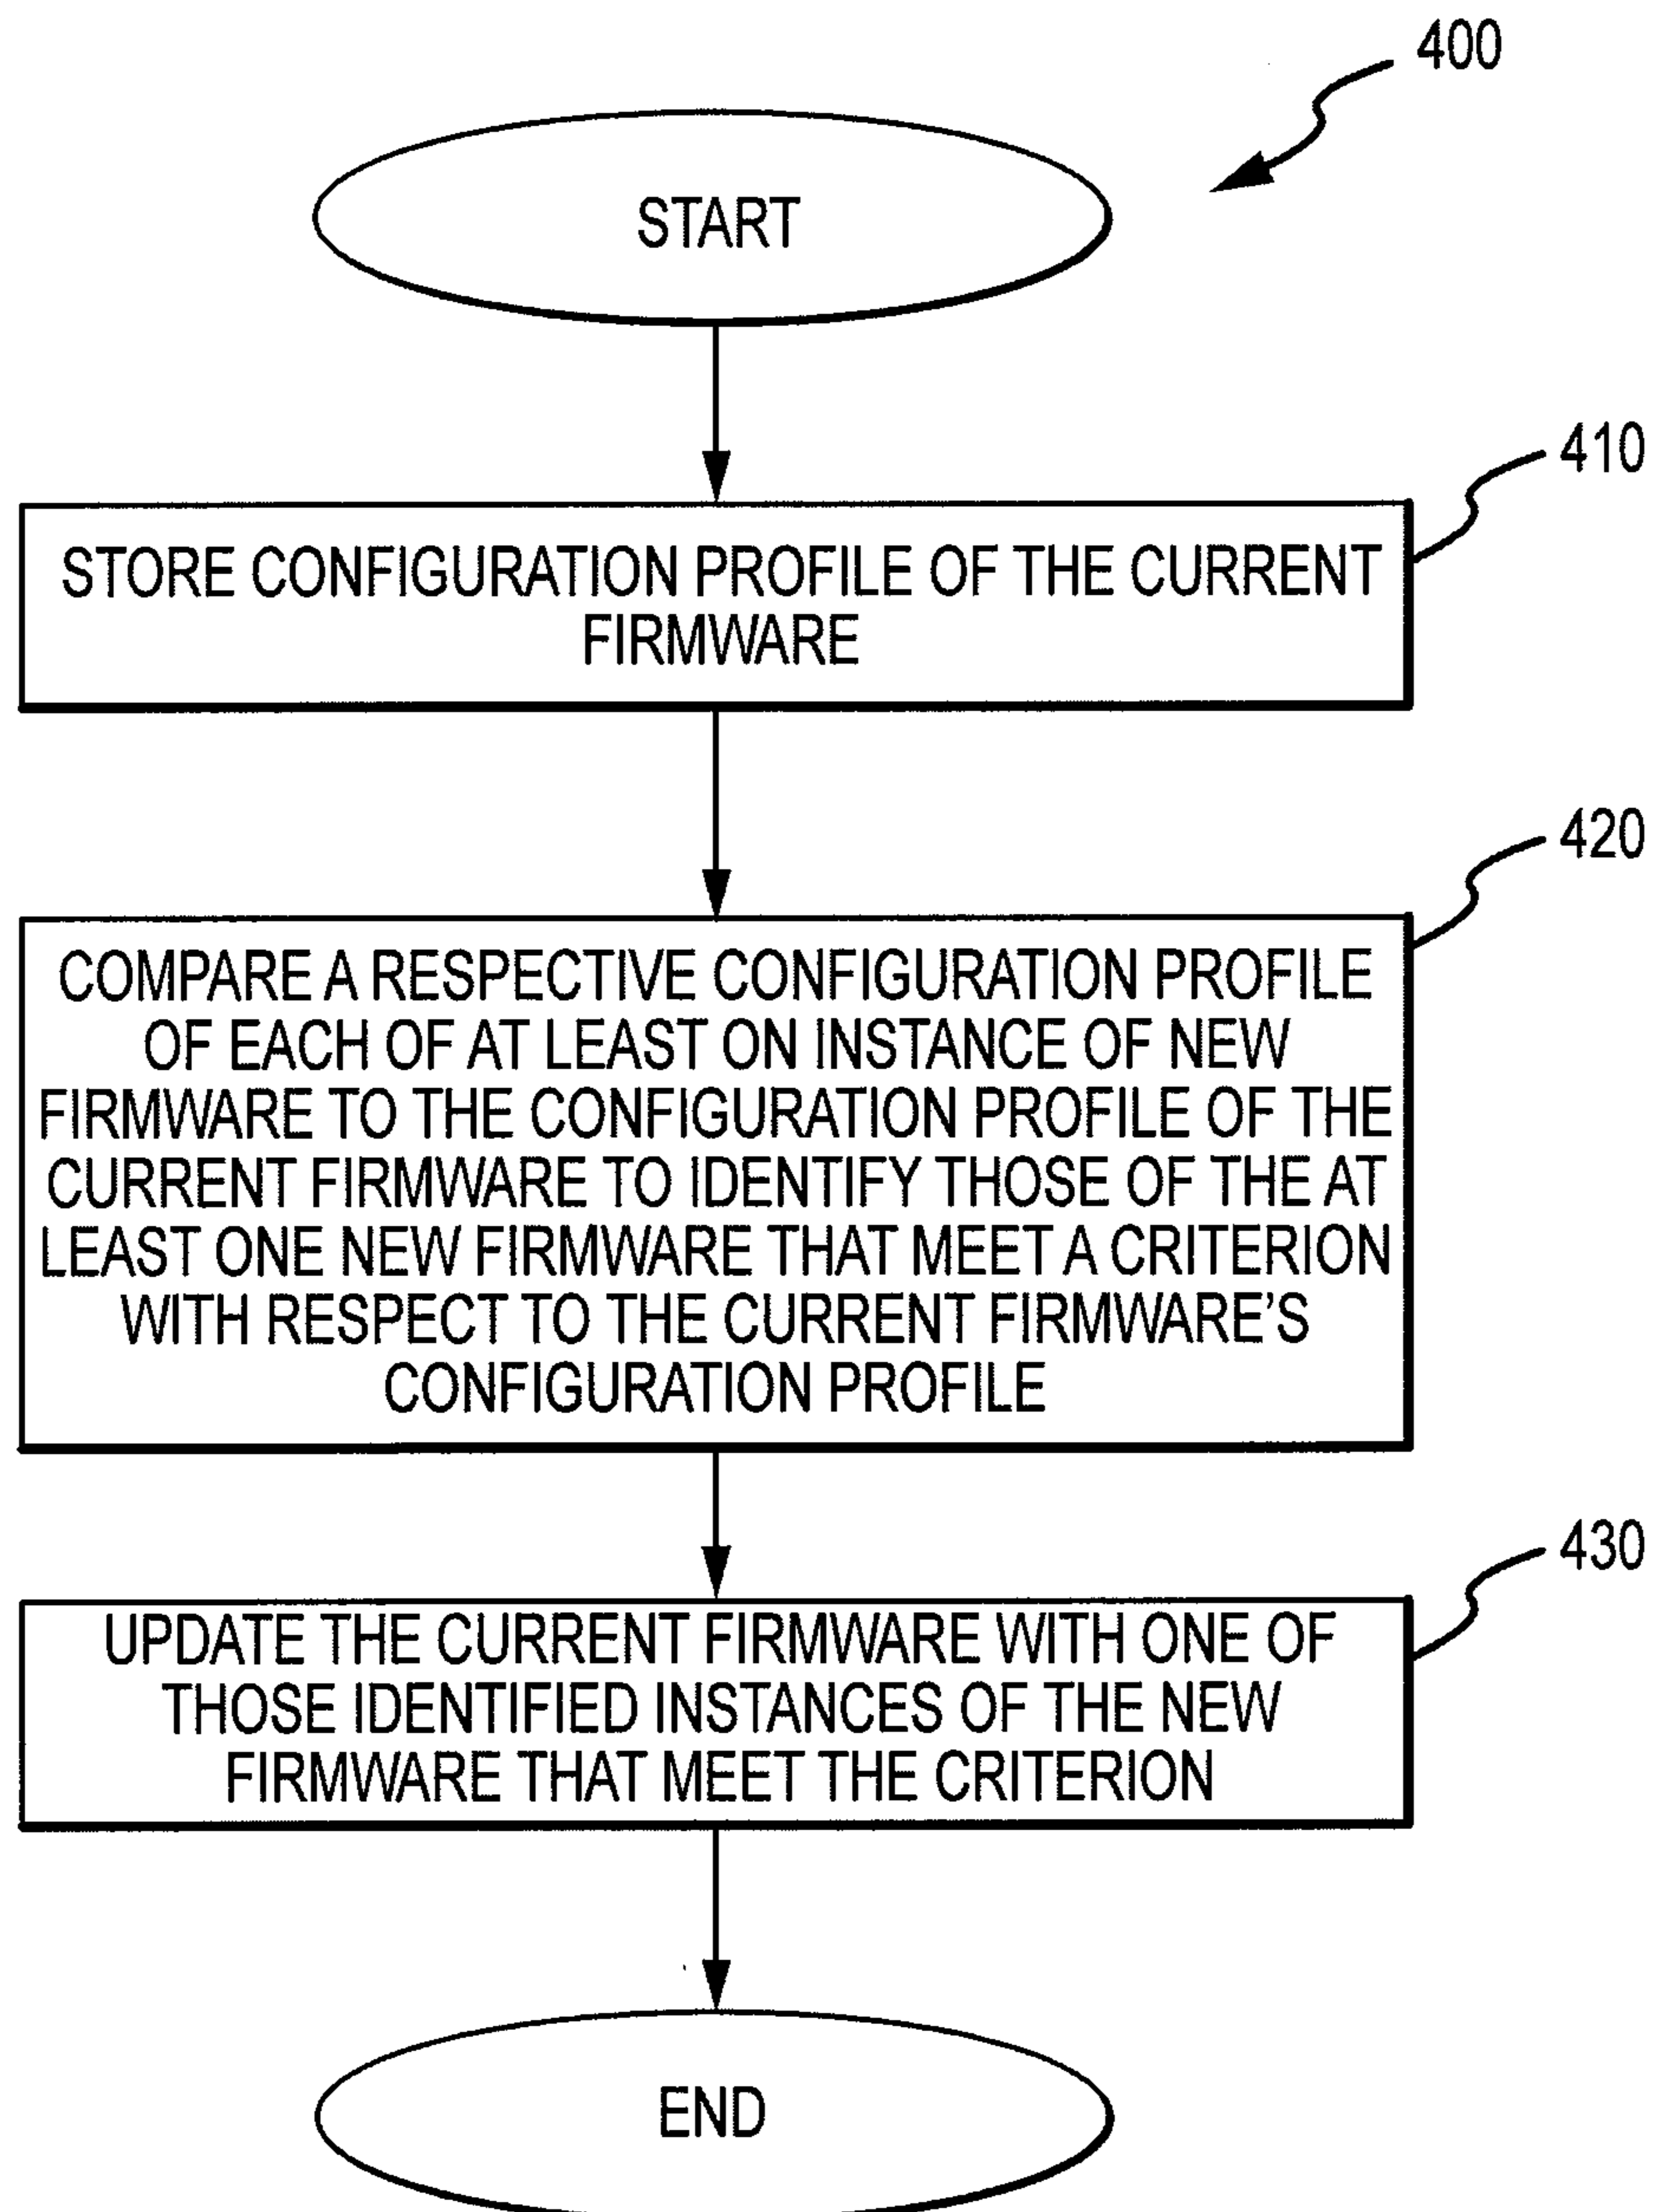 400
START
410
STORE CONFIGURATION PROFILE OF THE CURRENT
FIRMWARE
420
COMPARE A RESPECTIVE CONFIGURATION PROFILE
OF EACH OF AT LEAST ON INSTANCE OF NEW
FIRMWARE TO THE CONFIGURATION PROFILE OF THE
CURRENT FIRMWARE TO IDENTIFY THOSE OF THE AT
LEAST ONE NEW FIRMWARE THAT MEET A CRITERION
WITH RESPECT TO THE CURRENT FIRMWARE'S
CONFIGURATION PROFILE
430
UPDATE THE CURRENT FIRMWARE WITH ONE OF
THOSE IDENTIFIED INSTANCES OF THE NEW
FIRMWARE THAT MEET THE CRITERION
END